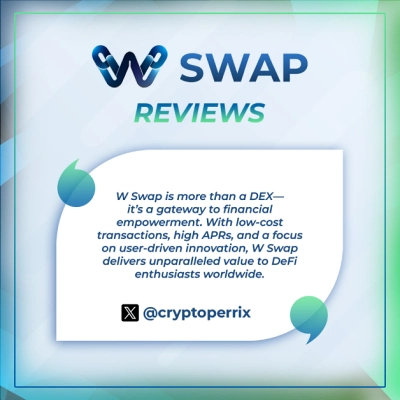 W SWAP
REVIEWS
W Swap is more than a DEX—
it's a gateway to financial
empowerment. With low-cost
transactions, high APRs, and a focus
on user-driven innovation, W Swap
delivers unparalleled value to DeFi
enthusiasts worldwide.
X @cryptoperrix